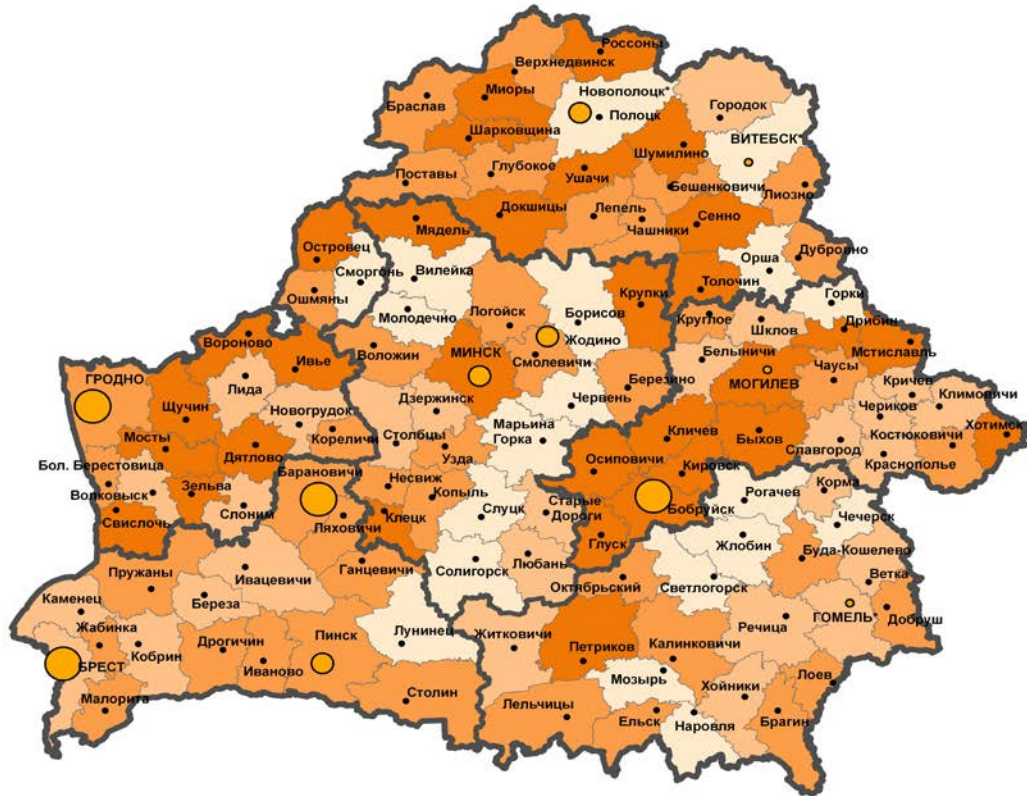 Россоны
Верхнедвинск
Миоры
Новополоцк*
Браслав
Полоцк
Городок
ВИТЕБСК*
Шарковщина
Шумилино
Поставы
Глубокое
Ушачи
Бешенковичи
Лиозно
Докшицы
Лепель
Чашники
Сенно
Мядель
Островец
Сморгонь
Вилейка
Орша
Дубровно
Толочин
Ошмяны
Молодечно
Логойск
Борисов
Крупки
Горки
Круглое
Шклов
Дрибин
Вороново
Ивье
Воложин
МИНСК
Смолевичи
Жодино
Белыничи
Мстиславль
ГРОДНО
Лида
Дзержинск
Березино
МОГИЛЕВ
Чаусы
Кричев
Климовичи
Щучин
Новогрудок
Червень
Чериков
Марьина
Горка
Мосты
Кореличи
Столбцы
Узда
Кличев
Быхов
Славгород
Костюковичи
Хотимск
Бол. Берестовица
Дятлово
Барановичи
Осиповичи
Кировск
Краснополье
Волковыск
Зельва
Несвиж
Копыль
Старые
Дороги
Бобруйск
Рогачев
Корма
Свислочь
Слоним
Ляховичи
Клецк
Слуцк
Глуск
Жлобин
Чечерск
Буда-Кошелево
Пружаны
Ивацевичи
Ганцевичи
Солигорск
Любань
Октябрьский
Светлогорск
Ветка
Каменец
Береза
Жабинка
Кобрин
Дрогичин
Пинск
Лунинец
Житковичи
Речица
ГОМЕЛЬ*
Добруш
БРЕСТ
Иваново
Петриков
Калинковичи
Мозырь
Хойники
Лоев
Малорита
Столин
Лельчицы
Ельск
Наровля
Брагин